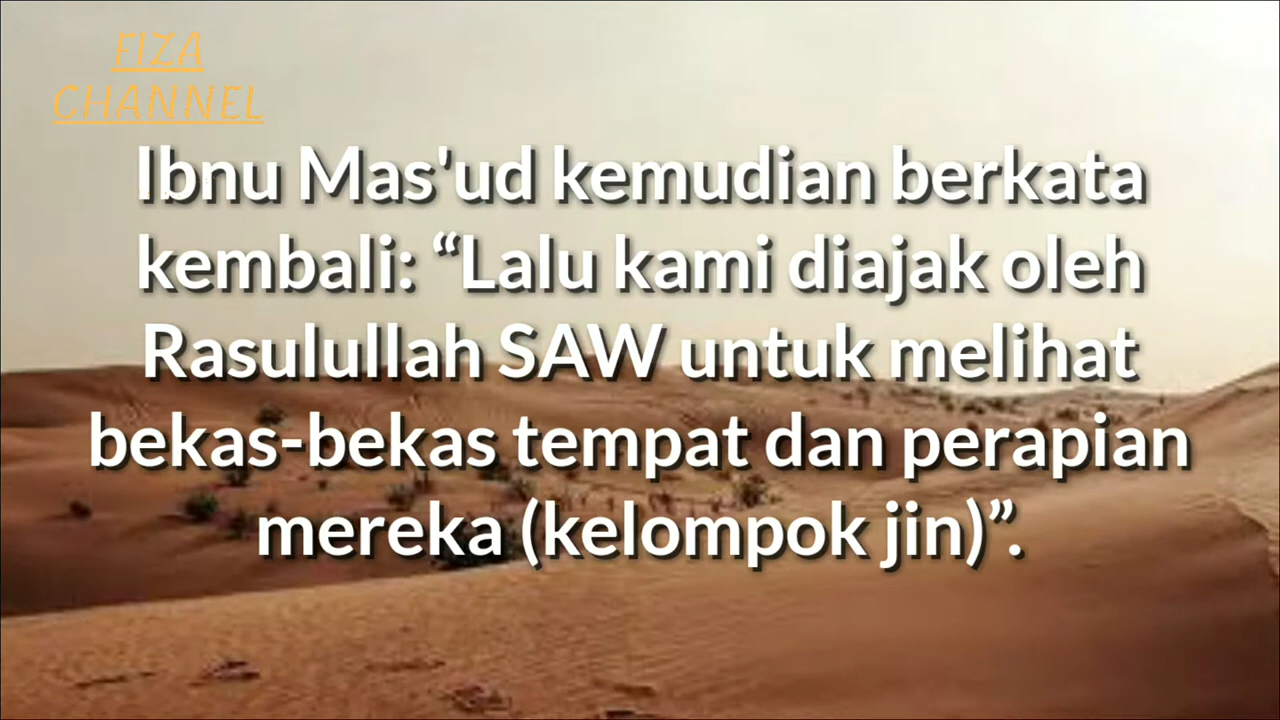 FIZA
CHANNEL
Ibnu Mas'ud kemudian berkata
kembali: “Lalu kami diajak oleh
Rasulullah SAW untuk melihat
bekas-bekas tempat dan perapian
mereka (kelompok jin)”.